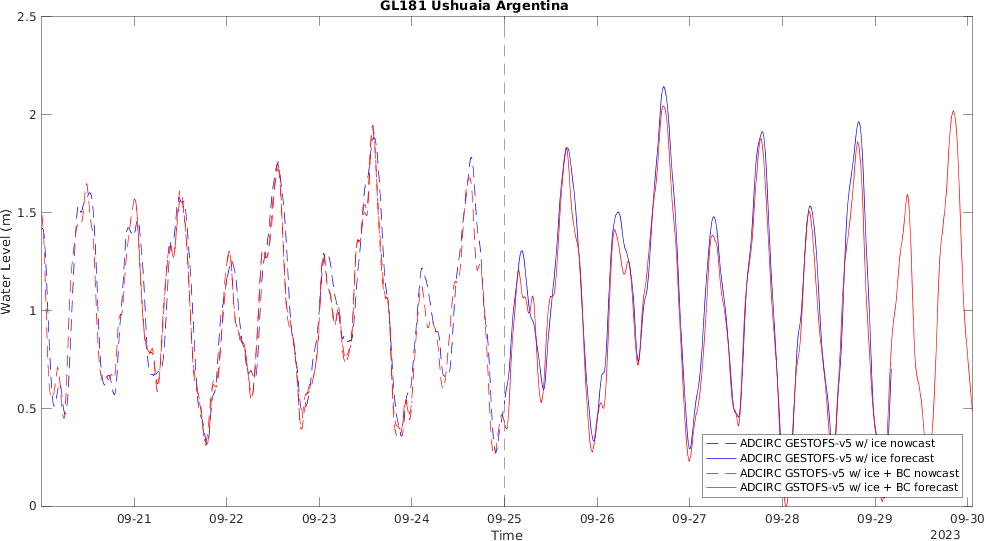 GL181 Ushuaia Argentina
2.5
2
1.5
1
0.5
0
Water Level (m)
09-21
09-22
09-23
09-24
09-25
09-26
09-27
09-28
09-29
09-30
2023
Time
ADCIRC GESTOFS-v5 w/ ice nowcast
ADCIRC GESTOFS-v5 w/ ice forecast
ADCIRC GSTOFS-v5 w/ ice + BC nowcast
ADCIRC GSTOFS-v5 w/ ice + BC forecast